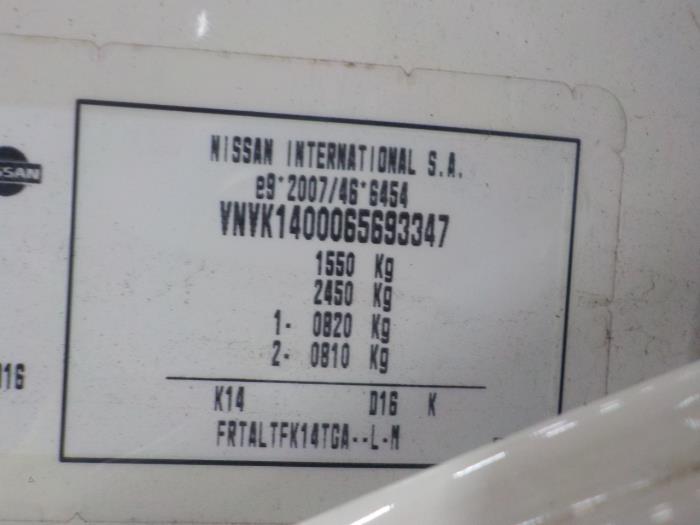 NISSAN INTERNATIONAL S.A.
e9*2007/46*6454
VNVK1400065693347
1550 Kg
2450 Kg
1- 0820 Kg
2- 0810 Kg
K14 D16 K
FRTALTFK14TGA--L-M